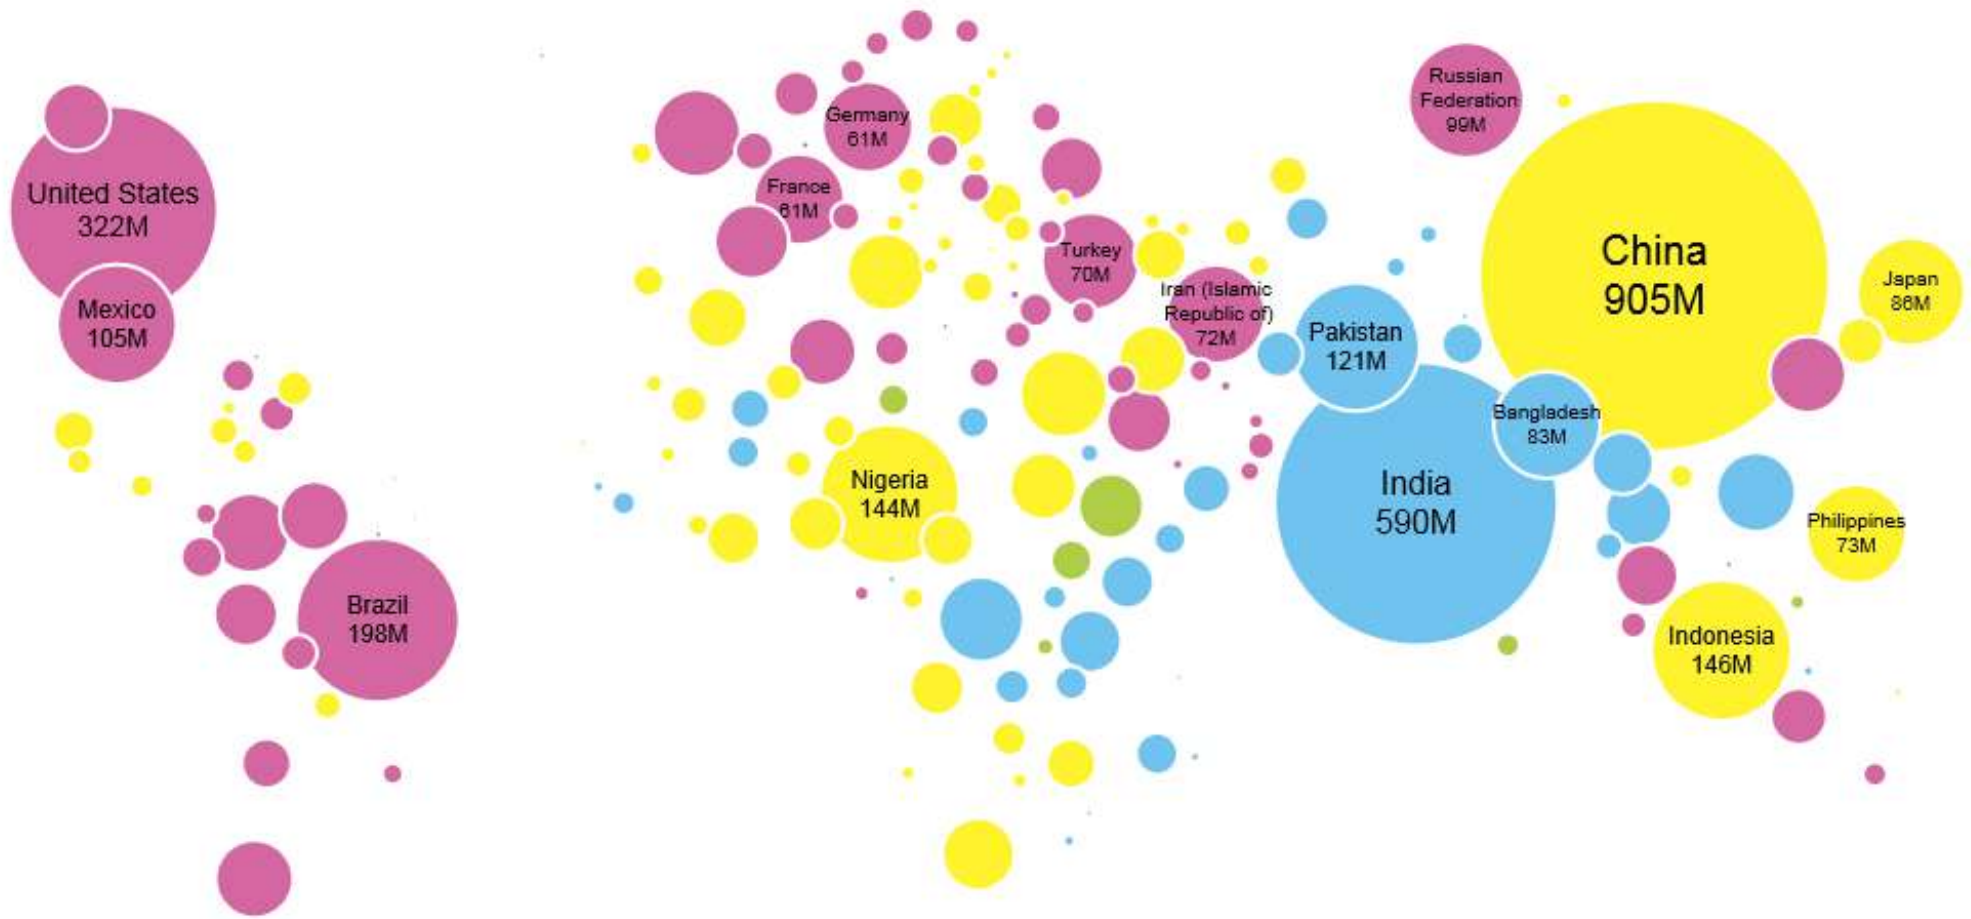 Russian
Federation
99M
Germany
61M
United States
322M
France
61M
China
905M
Turkey
70M
Japan
86M
Iran (Islamic
Republic of)
72M
Mexico
105M
Pakistan
121M
Bangladesh
83M
Nigeria
144M
India
590M
Philippines
73M
Brazil
198M
Indonesia
146M